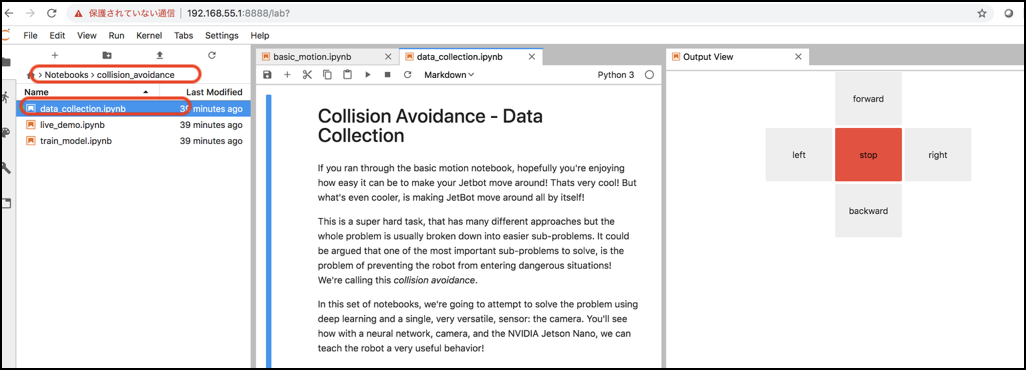 保護されていない通信 | 192.168.55.1:8888/lab?
File Edit View Run Kernel Tabs Settings Help
basic_motion.ipynb
data_collection.ipynb
Output View
Notebooks > collision_avoidance
Markdown
Python 3
Name
Last Modified
data_collection.ipynb 39 minutes ago
live_demo.ipynb 39 minutes ago
train_model.ipynb 39 minutes ago
Collision Avoidance - Data
Collection
If you ran through the basic motion notebook, hopefully you're enjoying
how easy it can be to make your Jetbot move around! Thats very cool! But
what's even cooler, is making JetBot move around all by itself!
This is a super hard task, that has many different approaches but the
whole problem is usually broken down into easier sub-problems. It could
be argued that one of the most important sub-problems to solve, is the
problem of preventing the robot from entering dangerous situations!
We're calling this collision avoidance.
In this set of notebooks, we're going to attempt to solve the problem using
deep learning and a single, very versatile, sensor: the camera. You'll see
how with a neural network, camera, and the NVIDIA Jetson Nano, we can
teach the robot a very useful behavior!
forward
left stop right
backward